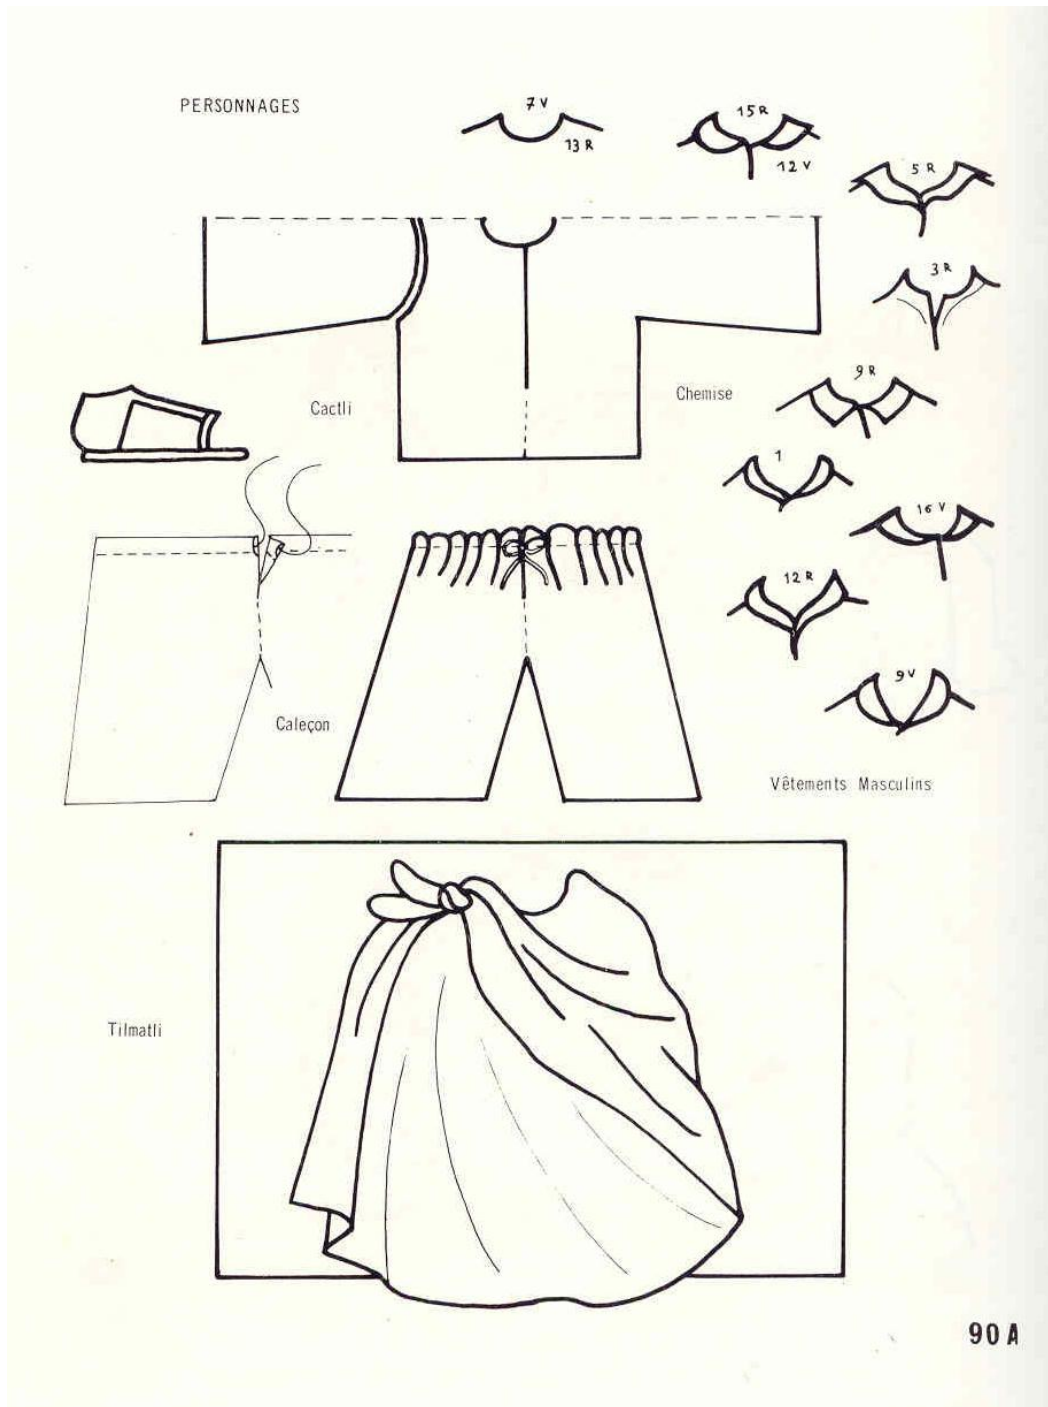 PERSONNAGES
7 V
13 R
15 R
12 V
5 R
3 R
9 R
Cactli
Chemise
1
16 V
12 R
9 V
Caleçon
Vêtements Masculins
Tilmatli
90 A